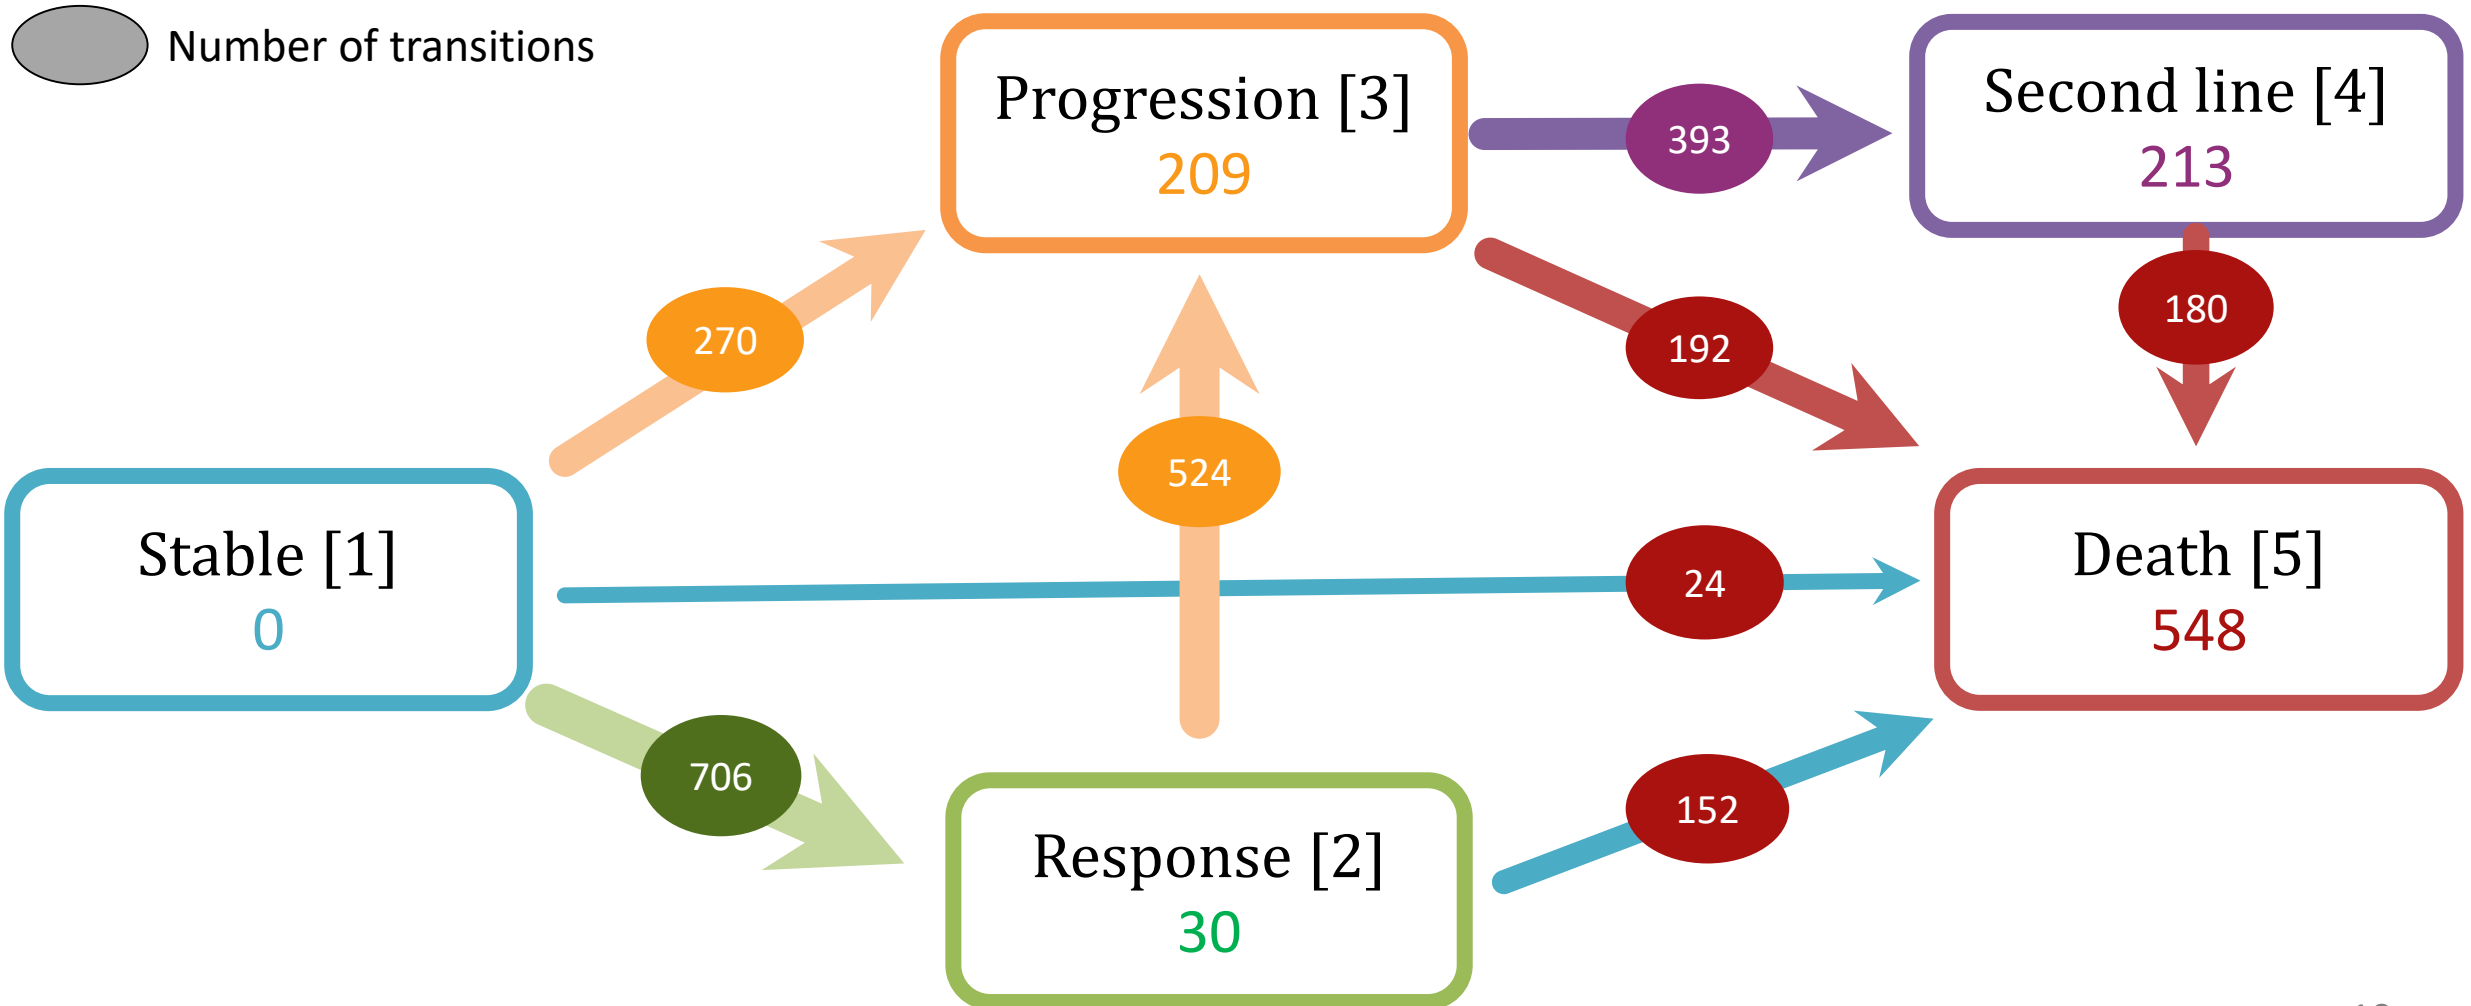 Number of transitions
Progression [3]
209
393
Second line [4]
213
270
192
180
524
Stable [1]
0
24
Death [5]
548
706
152
Response [2]
30